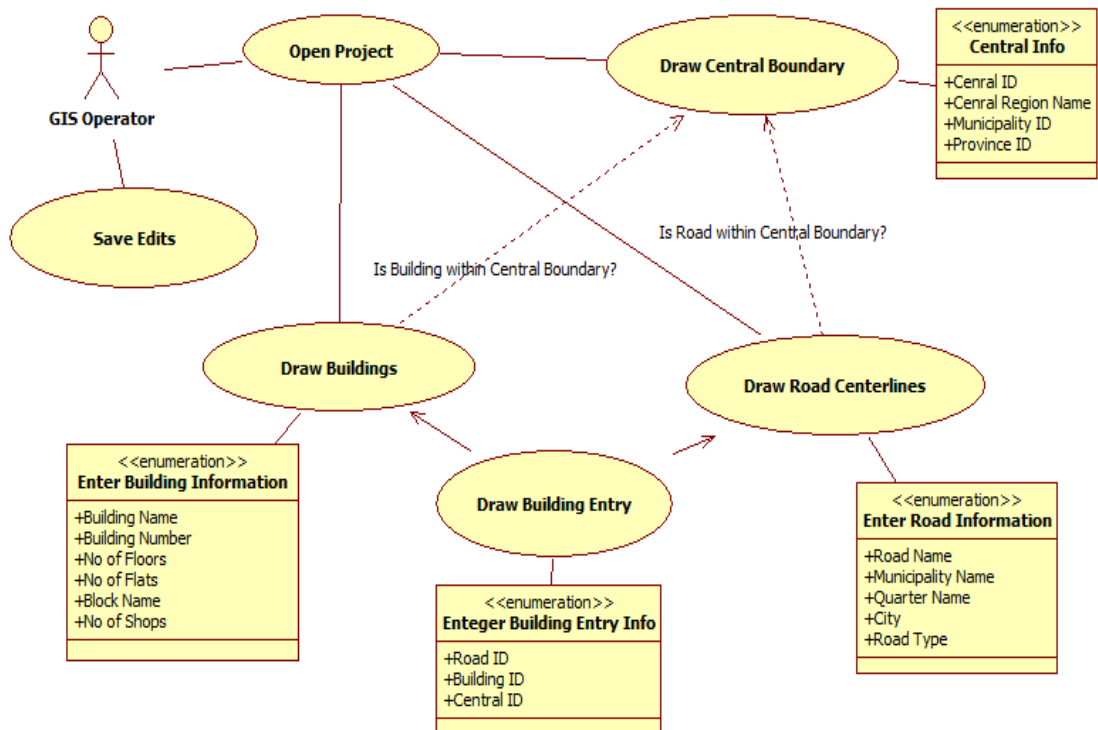 Open Project
Draw Central Boundary
<<enumeration>>
Central Info
+Cenral ID
+Cenral Region Name
+Municipality ID
+Province ID
GIS Operator
Save Edits
Is Building within Central Boundary?
Is Road within Central Boundary?
Draw Buildings
Draw Road Centerlines
<<enumeration>>
Enter Building Information
+Building Name
+Building Number
+No of Floors
+No of Flats
+Block Name
+No of Shops
Draw Building Entry
<<enumeration>>
Enteger Building Entry Info
+Road ID
+Building ID
+Central ID
<<enumeration>>
Enter Road Information
+Road Name
+Municipality Name
+Quarter Name
+City
+Road Type